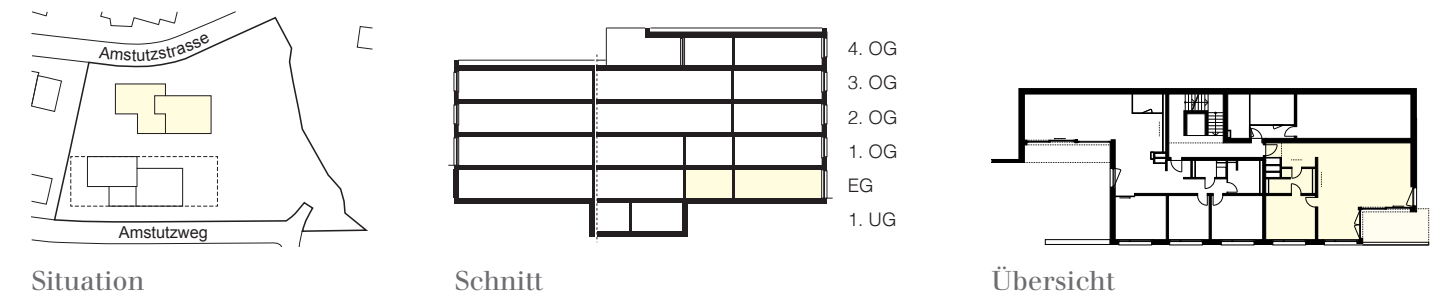 Amstutzstrasse
Amstutzweg
Situation
4. OG
3. OG
2. OG
1. OG
EG
1. UG
Schnitt
Übersicht